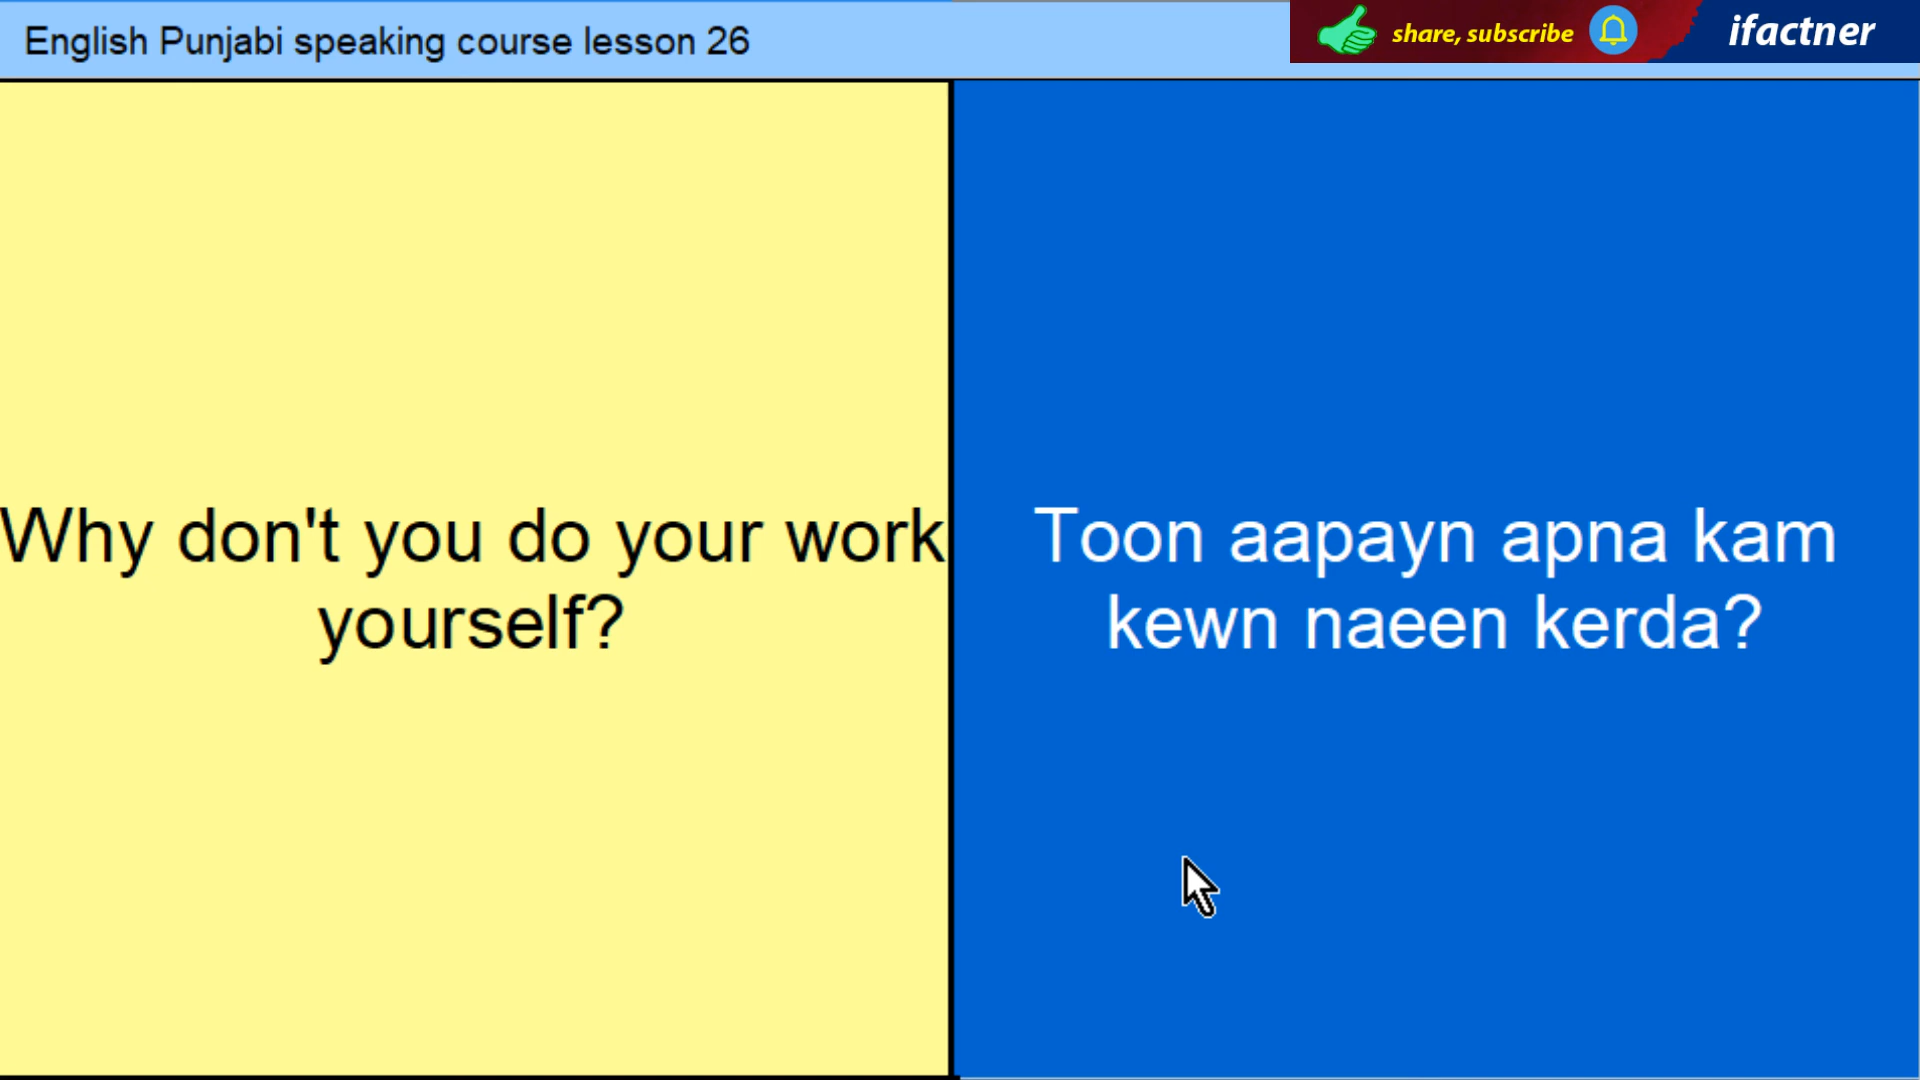 English Punjabi speaking course lesson 26
share, subscribe
ifactner
Why don't you do your work
yourself?
Toon aapayn apna kam
kewn naeen kerda?